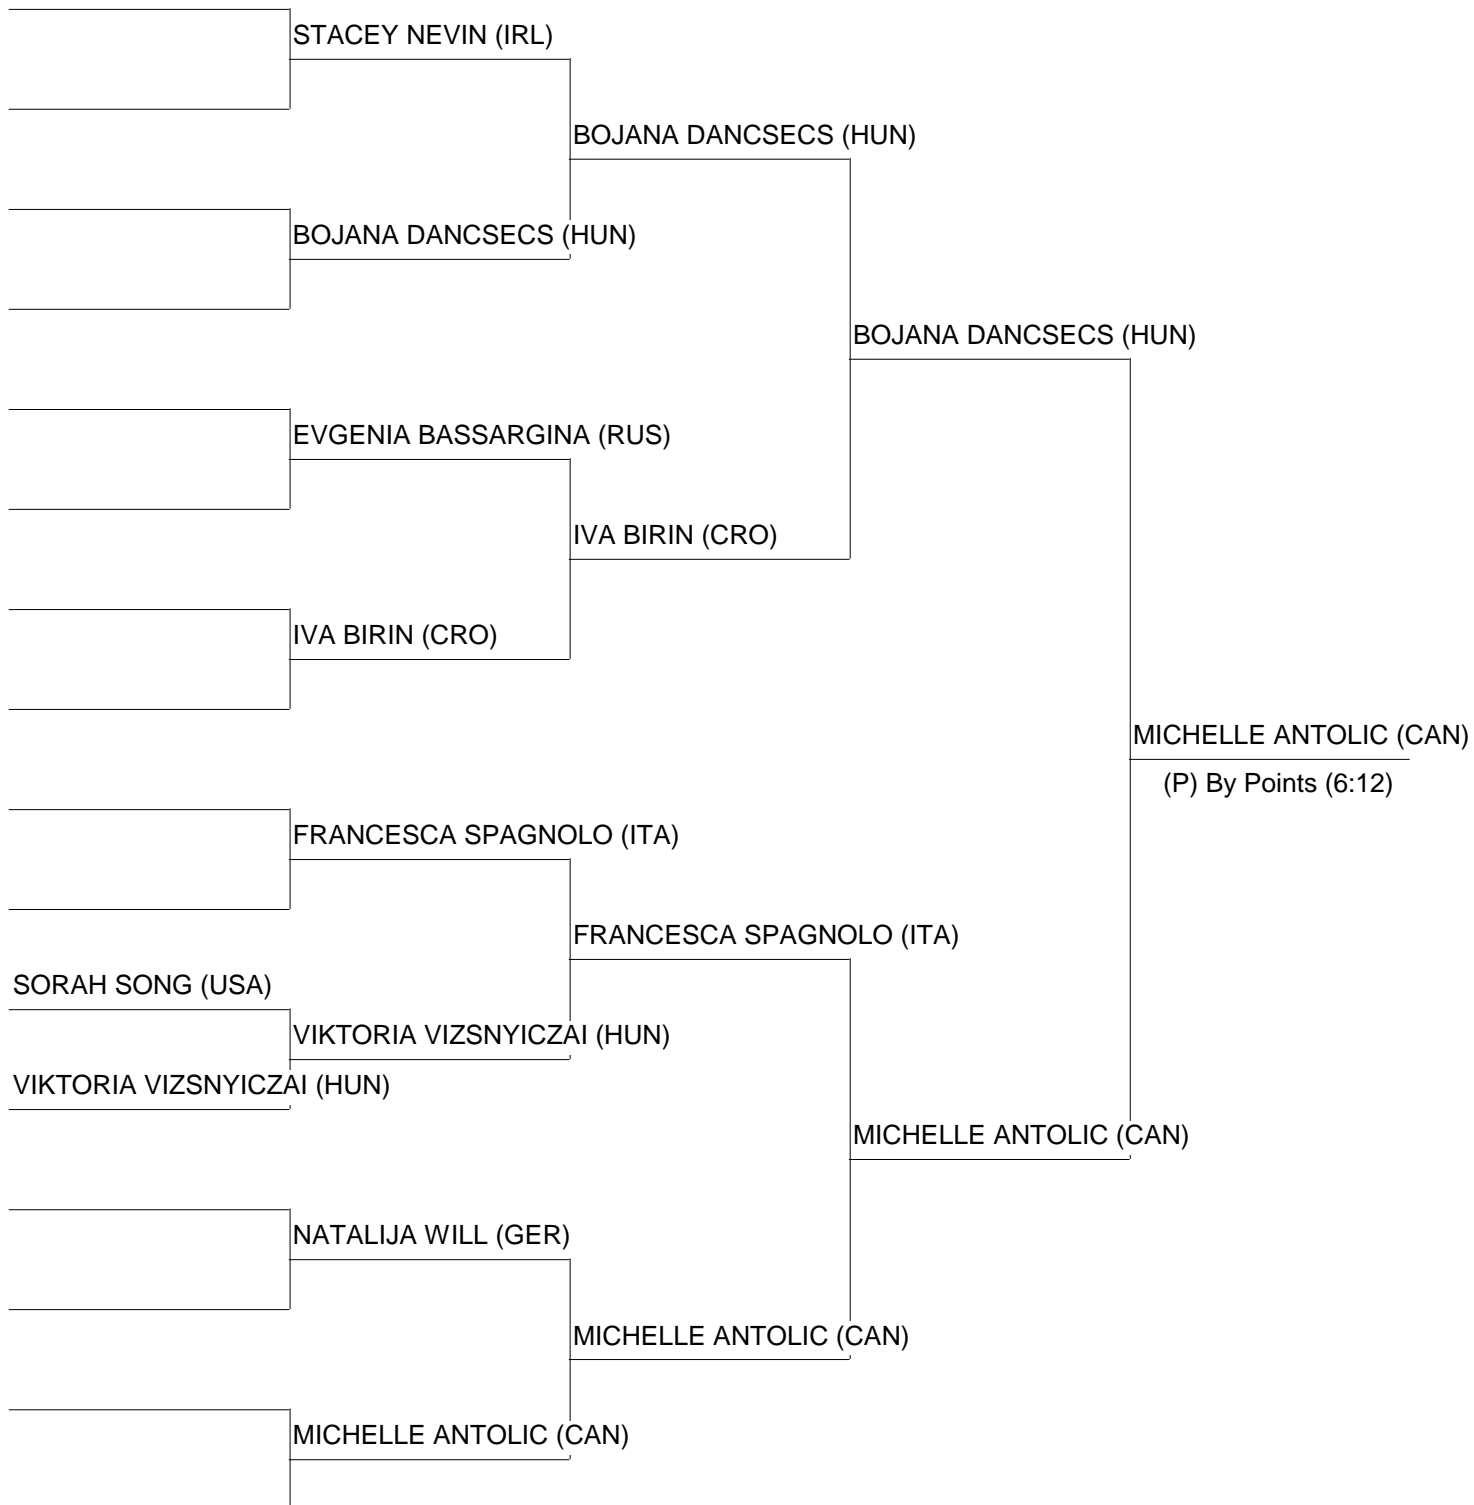 STACEY NEVIN (IRL)
BOJANA DANCSECS (HUN)
BOJANA DANCSECS (HUN)
BOJANA DANCSECS (HUN)
EVGENIA BASSARGINA (RUS)
IVA BIRIN (CRO)
IVA BIRIN (CRO)
MICHELLE ANTOLIC (CAN)
(P) By Points (6:12)
FRANCESCA SPAGNOLO (ITA)
FRANCESCA SPAGNOLO (ITA)
SORAH SONG (USA)
VIKTORIA VIZSNYICZAI (HUN)
VIKTORIA VIZSNYICZAI (HUN)
MICHELLE ANTOLIC (CAN)
NATALIJA WILL (GER)
MICHELLE ANTOLIC (CAN)
MICHELLE ANTOLIC (CAN)